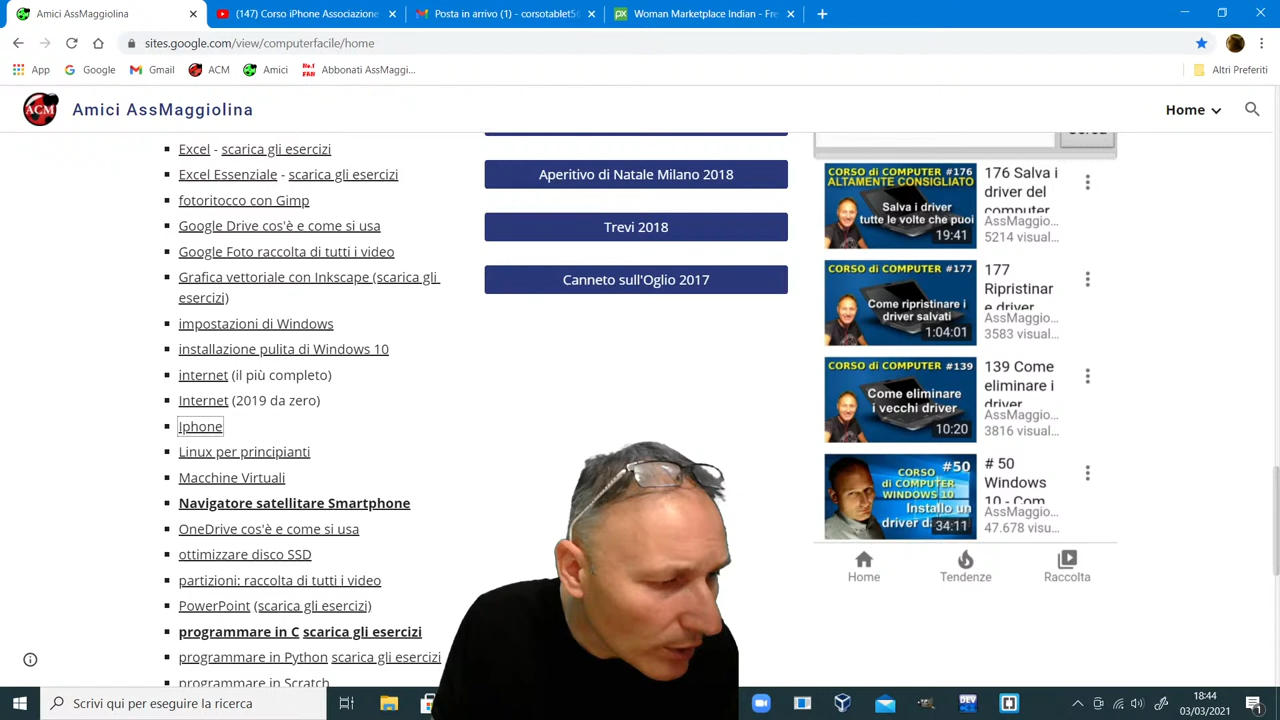 Amici AssMaggiolina
(147) Corso iPhone Associazione
Posta in arrivo (1) - corsotablet5
Woman Marketplace Indian - Fre
sites.google.com/view/computerfacile/home
App
Google
Gmail
ACM
Amici
Abbonati AssMaggi...
Altri Preferiti
ACM
Amici AssMaggiolina
Home
Excel - scarica gli esercizi
Excel Essenziale - scarica gli esercizi
fotoritocco con Gimp
Google Drive cos'è e come si usa
Google Foto raccolta di tutti i video
Grafica vettoriale con Inkscape (scarica gli
esercizi)
impostazioni di Windows
installazione pulita di Windows 10
internet (il più completo)
Internet (2019 da zero)
Iphone
Linux per principianti
Macchine Virtuali
Navigatore satellitare Smartphone
OneDrive cos'è e come si usa
ottimizzare disco SSD
partizioni: raccolta di tutti i video
PowerPoint (scarica gli esercizi)
programmare in C scarica gli esercizi
programmare in Python scarica gli esercizi
programmare in Scratch
Aperitivo di Natale Milano 2018
Trevi 2018
Canneto sull'Oglio 2017
Cerca
CORSO di COMPUTER #176
ALTAMENTE CONSIGLIATO
Salva i driver
tutte le volte che puoi
19:41
176 Salva i
driver del
computer
AssMaggio...
5214 visual...
CORSO di COMPUTER #177
Come ripristinare i
driver salvati
1:04:01
177
Ripristinar
e driver
AssMaggio...
3583 visual...
CORSO di COMPUTER #139
Come eliminare
i vecchi driver
10:20
139 Come
eliminare i
driver
AssMaggio...
3816 visual...
#50
CORSO
di COMPUTER
WINDOWS 10
Installo un
driver da
34:11
# 50
Windows
10 - Com
AssMaggio...
47.678 visu...
Home
Tendenze
Raccolta
Scrivi qui per eseguire la ricerca
DEV
18:44
03/03/2021
1